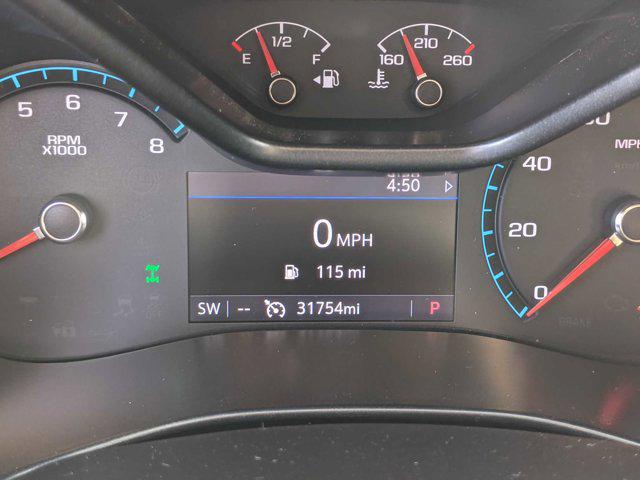 1/2
E F
160 210 260
5 6 7 8
RPM
X1000
4:50
0 MPH
115 mi
SW -- 31754mi P
MPH
40
20
0
BRAKE